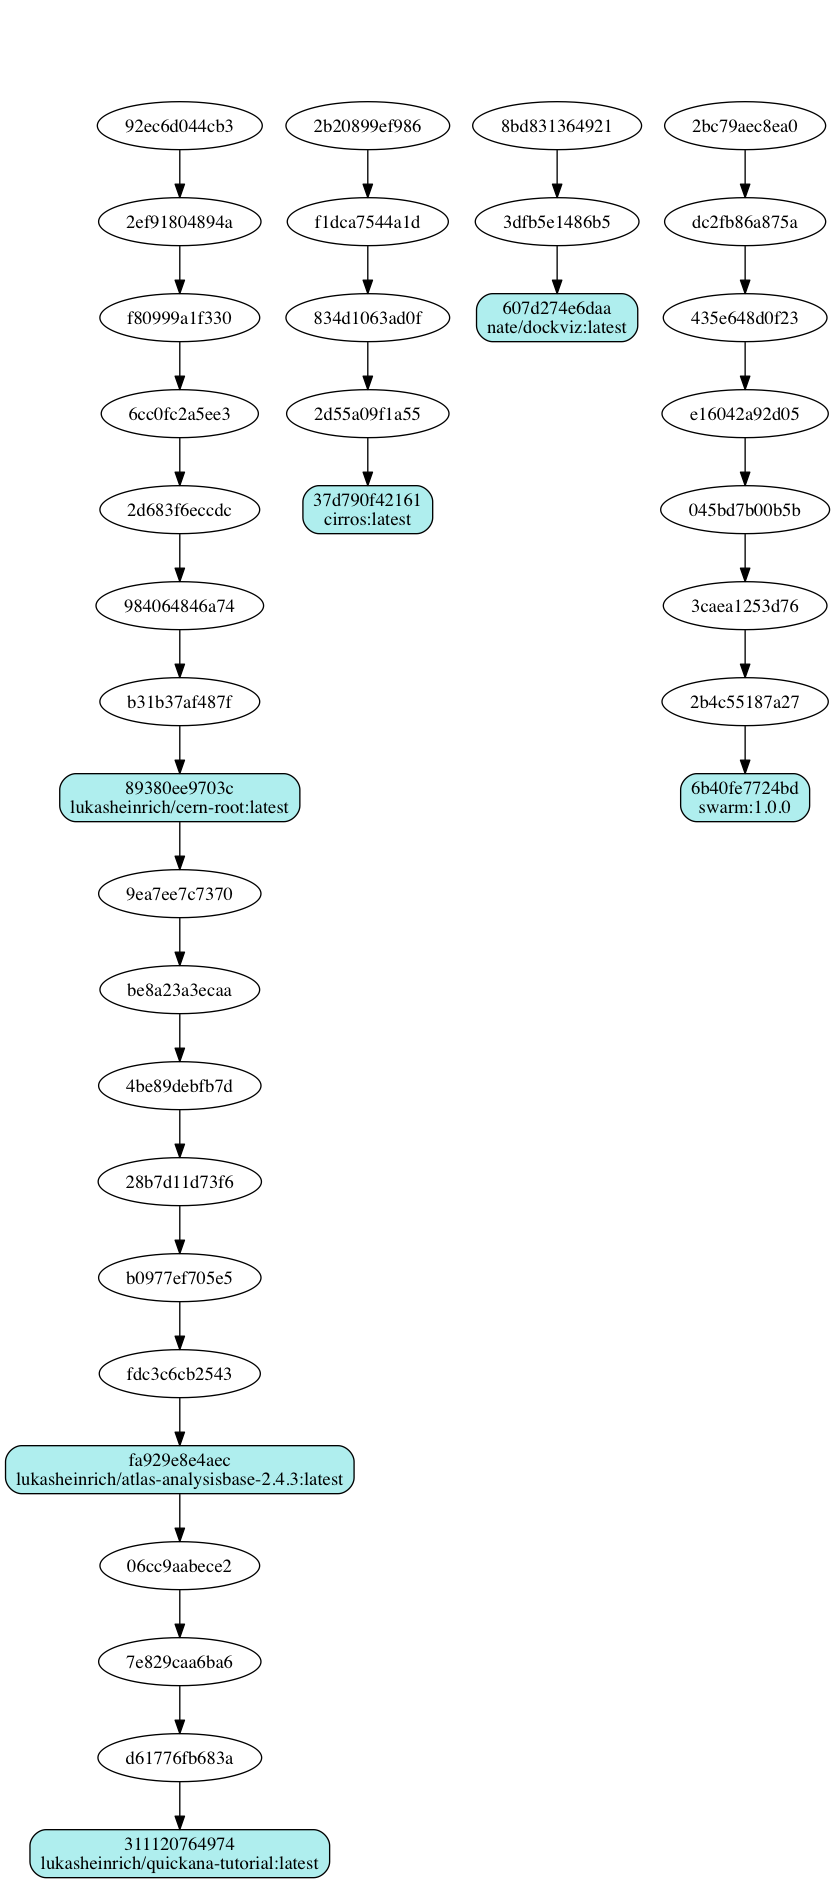 92ec6d044cb3
2ef91804894a
f80999a1f330
6cc0fc2a5ee3
2d683f6eccdc
984064846a74
b31b37af487f
89380ee9703c
lukasheinrich/cern-root:latest
9ea7ee7c7370
be8a23a3ecaa
4be89debfb7d
28b7d11d73f6
b0977ef705e5
fdc3c6cb2543
fa929e8e4aec
lukasheinrich/atlas-analysisbase-2.4.3:latest
06cc9aabece2
7e829caa6ba6
d61776fb683a
311120764974
lukasheinrich/quickana-tutorial:latest
2b20899ef986
f1dca7544a1d
834d1063ad0f
2d55a09f1a55
37d790f42161
cirros:latest
8bd831364921
3dfb5e1486b5
607d274e6daa
nate/dockviz:latest
2bc79aec8ea0
dc2fb86a875a
435e648d0f23
e16042a92d05
045bd7b00b5b
3caea1253d76
2b4c55187a27
6b40fe7724bd
swarm:1.0.0